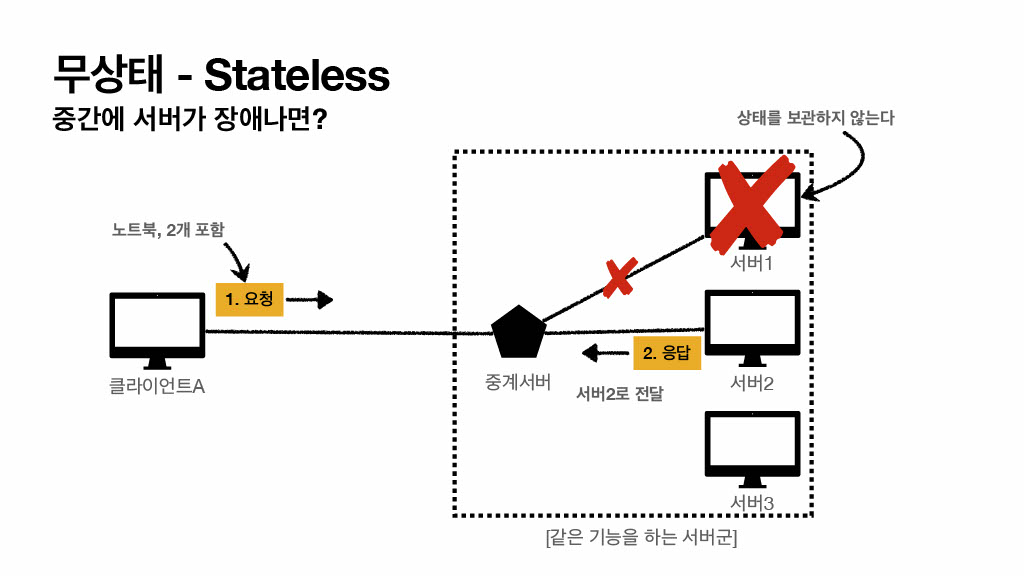 무상태 - Stateless
중간에 서버가 장애나면?
상태를 보관하지 않는다
노트북, 2개 포함
1. 요청
서버1
클라이언트A
중계서버
2. 응답
서버2로 전달
서버2
서버3
[같은 기능을 하는 서버군]